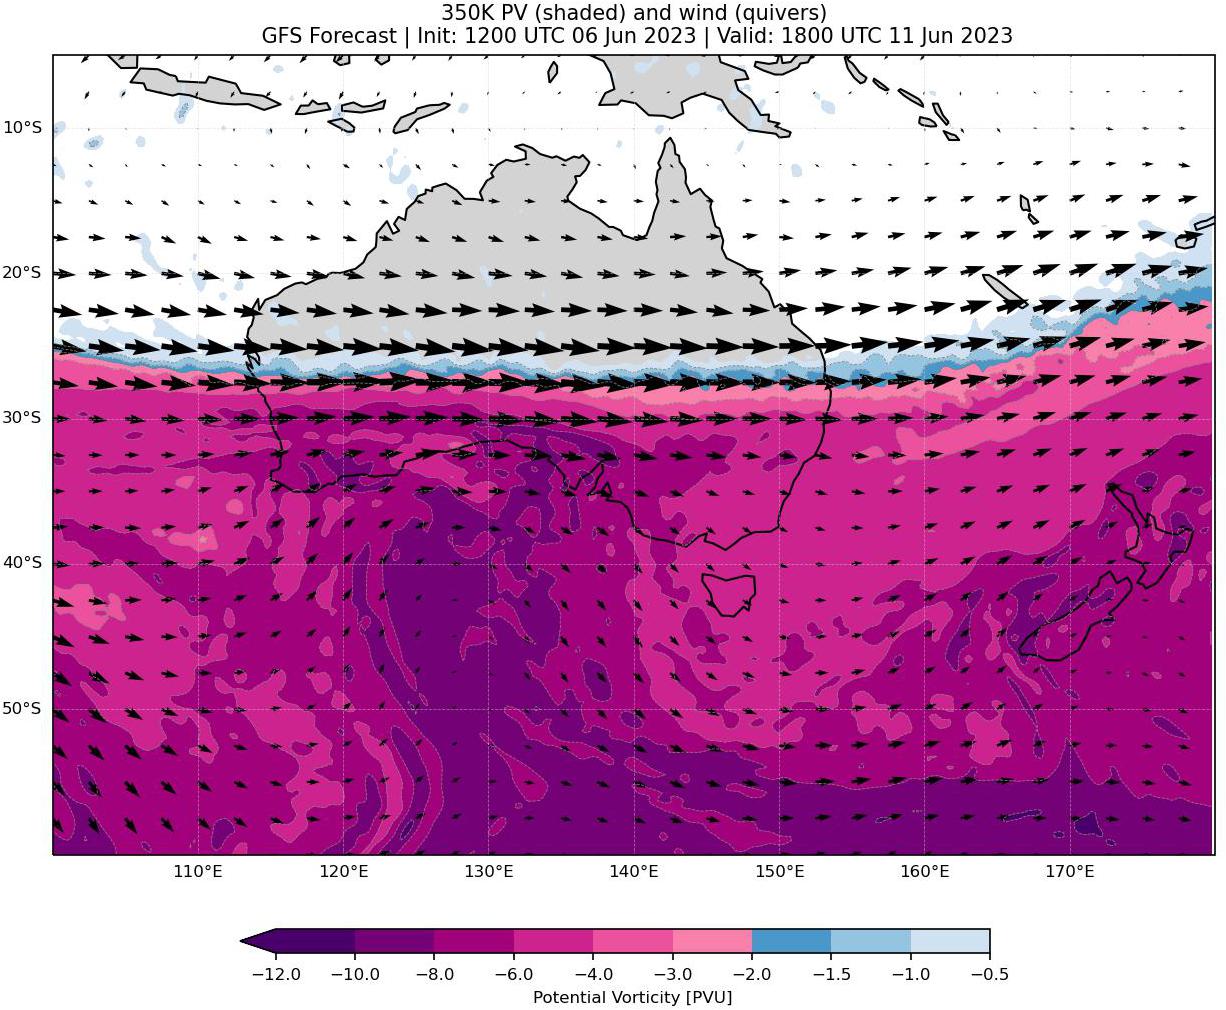 350K PV (shaded) and wind (quivers)
GFS Forecast | Init: 1200 UTC 06 Jun 2023 | Valid: 1800 UTC 11 Jun 2023
10°S
20°S
30°S
40°S
50°S
110°E 120°E 130°E 140°E 150°E 160°E 170°E
−12.0 −10.0 −8.0 −6.0 −4.0 −3.0 −2.0 −1.5 −1.0 −0.5
Potential Vorticity [PVU]